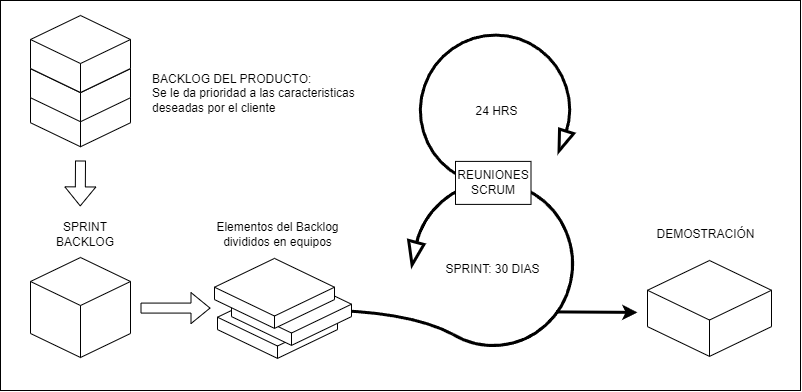 BACKLOG DEL PRODUCTO:
Se le da prioridad a las caracteristicas
deseadas por el cliente
24 HRS
REUNIONES
SCRUM
SPRINT
BACKLOG
Elementos del Backlog
divididos en equipos
SPRINT: 30 DIAS
DEMOSTRACIÓN